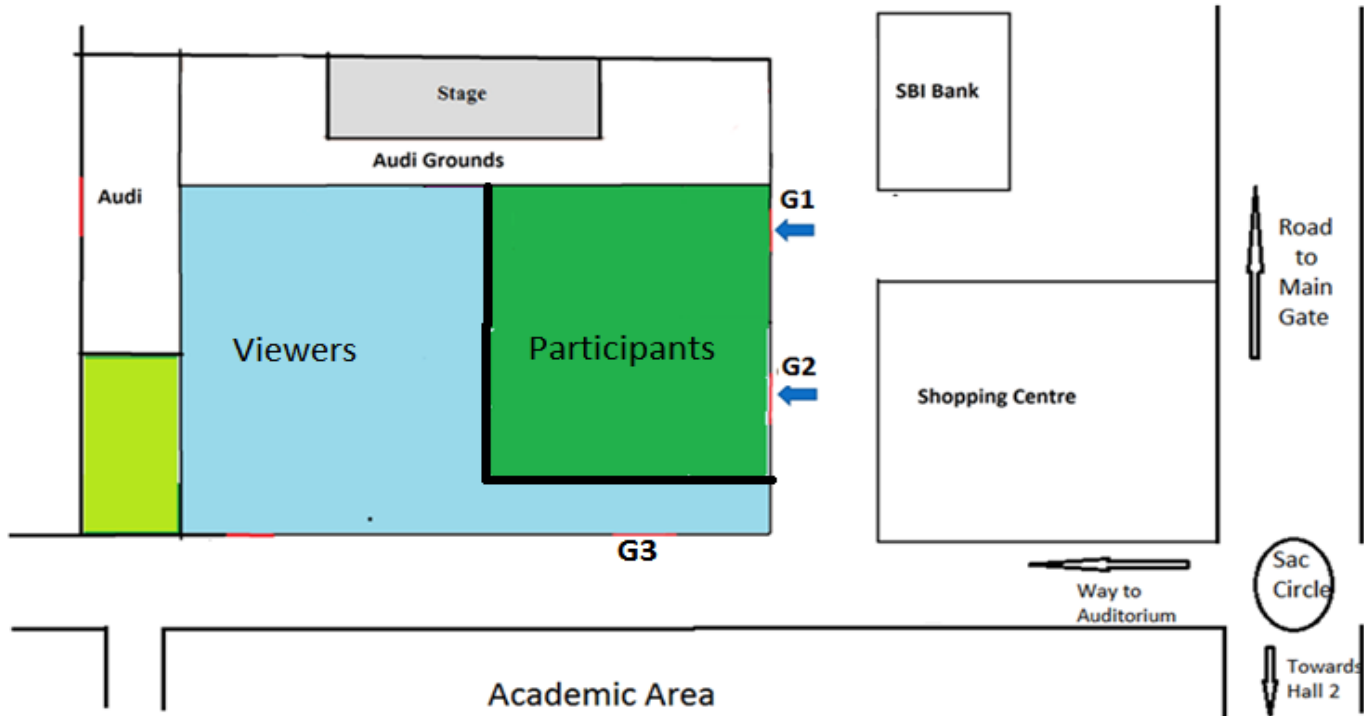 Stage
SBI Bank
Audi Grounds
Audi
G1
Road
to
Main
Gate
Viewers
Participants
G2
Shopping Centre
G3
Sac
Circle
Way to
Auditorium
Towards
Hall 2
Academic Area